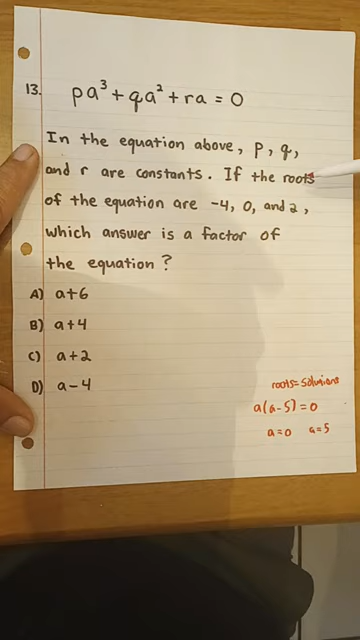 13. pa³ + qa² + ra = 0
In the equation above, p, q,
and r are constants. If the roots
of the equation are -4, 0, and 2,
which answer is a factor of
the equation?
A) a+6
B) a+4
C) a+2
D) a-4
roots=solutions
a(a-5)=0
a=0 a=5